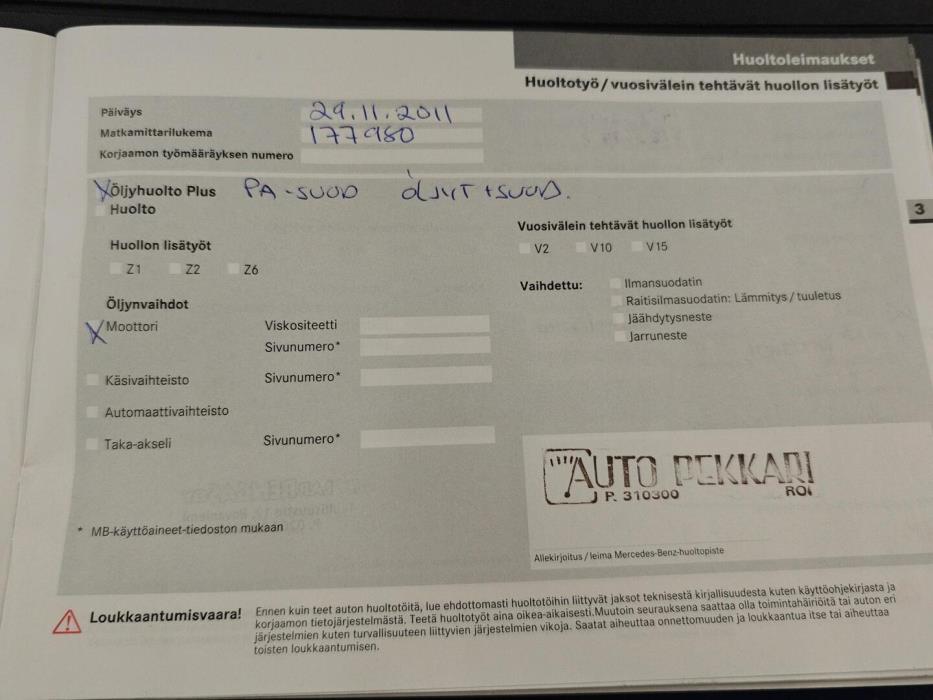 Huoltoleimaukset
Huoltotyö/vuosivälein tehtävät huollon lisätyöt
Päiväys 29.11.2011
Matkamittarilukema 177980
Korjaamon työmääräyksen numero
3
X Öljyhuolto Plus PA-SUOD ÖLJYT+SUOD.
Huolto
Huollon lisätyöt
Z1 Z2 Z6
Öljynvaihdot
X Moottori Viskositeetti
Sivunumero*
Käsivaihteisto Sivunumero*
Automaattivaihteisto
Taka-akseli Sivunumero*
* MB-käyttöaineet-tiedoston mukaan
Vuosivälein tehtävät huollon lisätyöt
V2 V10 V15
Vaihdettu: Ilmansuodatin
Raitisilmasuodatin: Lämmitys/tuuletus
Jäähdytysneste
Jarruneste
AUTO PEKKARI
P. 310300 ROI
Allekirjoitus/leima Mercedes-Benz-huoltopiste
Loukkaantumisvaara!
Ennen kuin teet auton huoltotöitä, lue ehdottomasti huoltotöihin liittyvät jaksot teknisestä kirjallisuudesta kuten käyttöohjekirjasta ja
korjaamon tietojärjestelmästä. Teetä huoltotyöt aina oikea-aikaisesti.Muutoin seurauksena saattaa olla toimintahäiriöitä tai auton eri
järjestelmien kuten turvallisuuteen liittyvien järjestelmien vikoja. Saatat aiheuttaa onnettomuuden ja loukkaantua itse tai aiheuttaa
toisten loukkaantumisen.